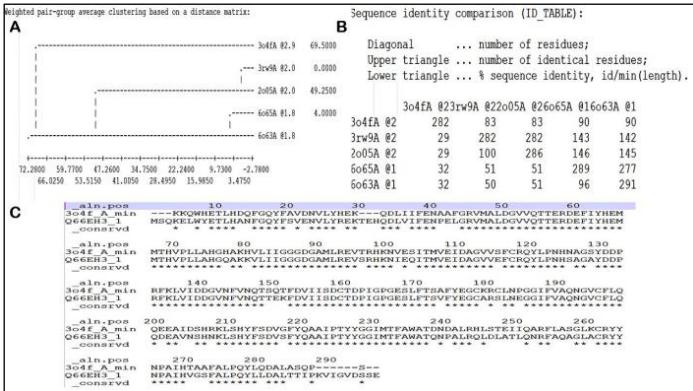 Weighted pair-group average clustering based on a distance matrix:
A
3o4fA @2.9 69.5000
3rw9A @2.0 0.0000
2o05A @2.0 49.2500
6o65A @1.8 4.0000
6o63A @1.8
72.2800 59.7700 47.2600 34.7500 22.2400 9.7300 -2.7800
66.0250 53.5150 41.0050 28.4950 15.9850 3.4750
B
Sequence identity comparison (ID_TABLE):
Diagonal ... number of residues;
Upper triangle ... number of identical residues;
Lower triangle ... % sequence identity, id/min(length).
3o4fA @23rw9A @22o05A @26o65A @16o63A @1
3o4fA @2 282 83 83 90 90
3rw9A @2 29 282 282 143 142
2o05A @2 29 100 286 146 145
6o65A @1 32 51 51 289 277
6o63A @1 32 50 51 96 291
C
_aln.pos 10 20 30 40 50 60
3o4f_A_min ---KKQWHETLHDQFGQYFAVDNVLYHEK---QDLIIFENAAFGRVMALDGVVQTTERDEFIYHEM
Q66EH3_1 MSQKELWYETLHANFGQYFSVENVLYREKTEHQDLVIFENPELGRVMALDGVVQTTERDEFIYHEM
_consrvd
_aln.pos 70 80 90 100 110 120 130
3o4f_A_min MTHVPLLAHGHAKHVLIIGGGDGAMLREVTRHKNVESITMVEIDAGVVSFCRQYLPNHNAGSYDDP
Q66EH3_1 MTHVPLLAHGQAKKVLIIGGGDGGMLREVSRHKNIEQITMVEIDAGVVEFCRQYLPNHSAGAYDDP
_consrvd
_aln.pos 140 150 160 170 180 190
3o4f_A_min RFKLVIDDGVNFVNQTSQTFDVIISDCTDPIGPGESLFTSAFYEGCKRCLNPGGIFVAQNGVCFLQ
Q66EH3_1 RFKLVIDDGVNFVNQTTEKFDVIISDCTDPIGPGESLFTSVFYEGCARSLNEGGIFVAQNGVCFLQ
_consrvd
_aln.pos 200 210 220 230 240 250 260
3o4f_A_min QEEAIDSHRKLSHYFSDVGFYQAAIPTYYGGIMTFAWATDNDALRHLSTEIIQARFLASGLKCRYY
Q66EH3_1 QDEAVNSHNKLSHYFSDVSFYQAAIPTYYGGIMTFAWATQNPALRQLDLATLQNRFAQAGLACRYY
_consrvd
_aln.pos 270 280 290
3o4f_A_min NPAIHTAAFALPQYLQDALASQP------S--
Q66EH3_1 NPAIHVGSFALPQYLLDALTTIPKVIGVDSSE
_consrvd